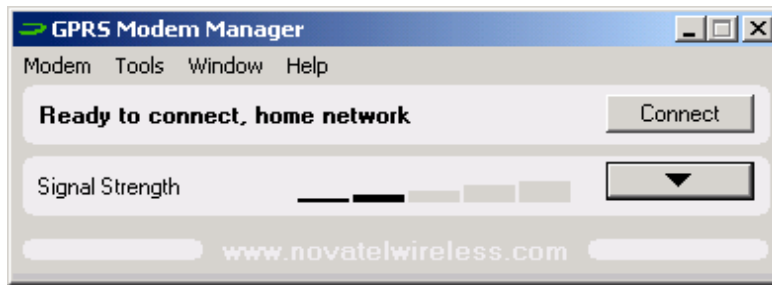 GPRS Modem Manager
Modem Tools Window Help
Ready to connect, home network Connect
Signal Strength
www.novatelwireless.com